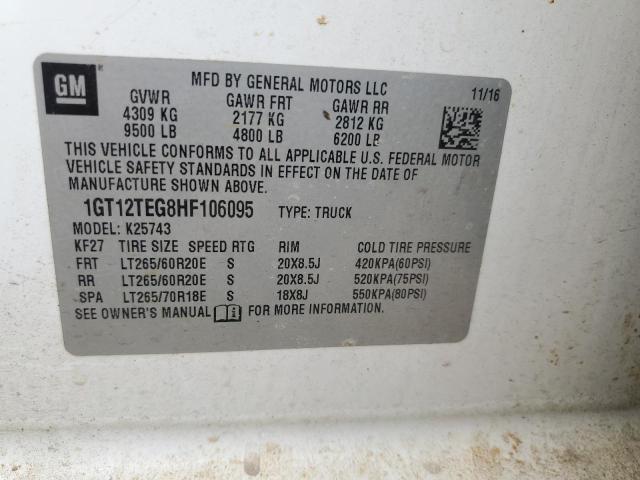 GM
MFD BY GENERAL MOTORS LLC 11/16
GVWR GAWR FRT GAWR RR
4309 KG 2177 KG 2812 KG
9500 LB 4800 LB 6200 LB
THIS VEHICLE CONFORMS TO ALL APPLICABLE U.S. FEDERAL MOTOR
VEHICLE SAFETY STANDARDS IN EFFECT ON THE DATE OF
MANUFACTURE SHOWN ABOVE.
1GT12TEG8HF106095 TYPE: TRUCK
MODEL: K25743
KF27 TIRE SIZE SPEED RTG RIM COLD TIRE PRESSURE
FRT LT265/60R20E S 20X8.5J 420KPA(60PSI)
RR LT265/60R20E S 20X8.5J 520KPA(75PSI)
SPA LT265/70R18E S 18X8J 550KPA(80PSI)
SEE OWNER'S MANUAL FOR MORE INFORMATION.